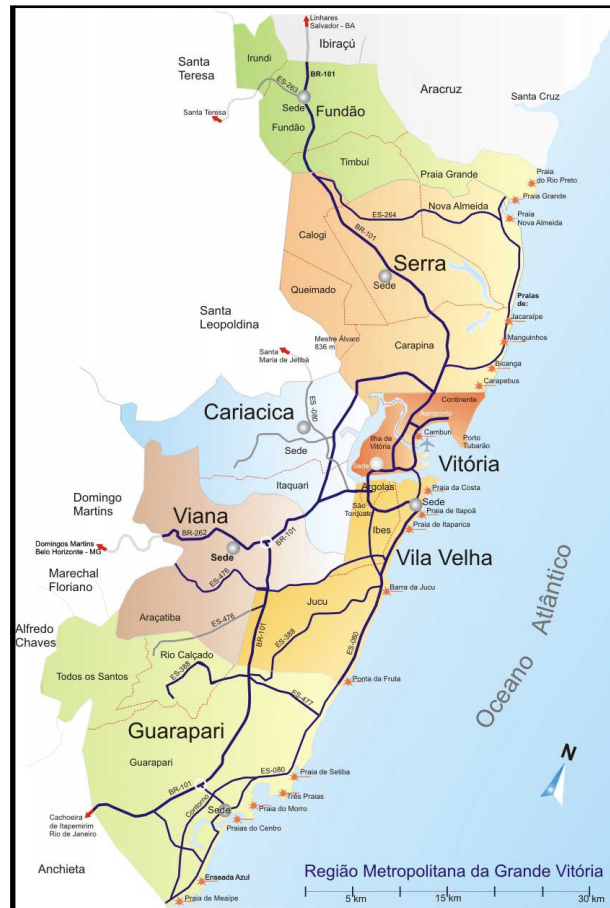 Linhares
Salvador - BA
Ibiraçú
Santa
Teresa
Irundi
BR-101
ES-263
Aracruz
Santa Cruz
Sede
Fundão
Santa Teresa
Fundão
Timbuí
Praia Grande
Praia
do Rio Preto
Praia Grande
Nova Almeida
Praia
Nova Almeida
ES-264
BR-101
Calogi
Serra
Sede
Queimado
Praias
de:
Santa
Leopoldina
Jacaraípe
Mestre Álvaro
836 m
Manguinhos
Santa
Maria de Jetibá
Carapina
Bicanga
Carapebus
ES -080
Continente
Cariacica
Aeroporto
Ilha de
Vitória
Camburi
Porto
Tubarão
Sede
Sede
Vitória
Itaquari
Argolas
Praia da Costa
Domingo
Martins
Viana
São
Torquato
Sede
Praia de Itapoã
Praia de Itaparica
Ibes
BR-262
BR-101
Domingos Martins
Belo Horizonte - MG
Sede
Vila Velha
Marechal
Floriano
ES-478
Barra da Jucu
Araçatiba
Jucu
Alfredo
Chaves
ES-476
ES-388
BR-101
ES-080
Rio Calçado
Todos os Santos
ES-388
Ponta da Fruta
ES-477
Oceano Atlântico
Guarapari
Guarapari
N
ES-080
Praia de Setiba
BR-101
Contorno
Três Praias
Sede
Praia do Morro
Praias do Centro
Cachoeira
de Itapemirim
Rio de Janeiro
Anchieta
Enseada Azul
Praia de Meaípe
Região Metropolitana da Grande Vitória
5 km
15 km
30 km